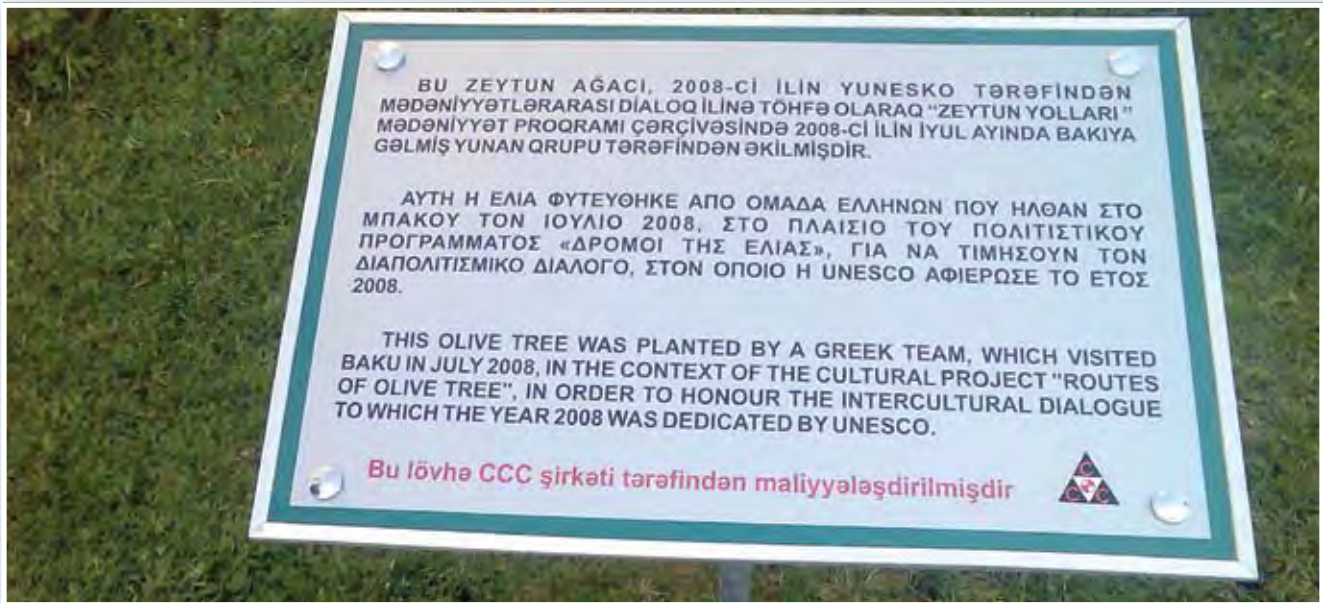 BU ZEYTUN AĞACI, 2008-Cİ İLİN YUNESKO TƏRƏFİNDƏN
MƏDƏNİYYƏTLƏRARASI DİALOQ İLİNƏ TÖHFƏ OLARAQ “ZEYTUN YOLLARI ”
MƏDƏNİYYƏT PROQRAMI ÇƏRÇİVƏSİNDƏ 2008-Cİ İLİN İYUL AYINDA BAKIYA
GƏLMİŞ YUNAN QRUPU TƏRƏFİNDƏN ƏKİLMİŞDİR.
ΑΥΤΗ Η ΕΛΙΑ ΦΥΤΕΥΘΗΚΕ ΑΠΟ ΟΜΑΔΑ ΕΛΛΗΝΩΝ ΠΟΥ ΗΛΘΑΝ ΣΤΟ
ΜΠΑΚΟΥ ΤΟΝ ΙΟΥΛΙΟ 2008, ΣΤΟ ΠΛΑΙΣΙΟ ΤΟΥ ΠΟΛΙΤΙΣΤΙΚΟΥ
ΠΡΟΓΡΑΜΜΑΤΟΣ «ΔΡΟΜΟΙ ΤΗΣ ΕΛΙΑΣ», ΓΙΑ ΝΑ ΤΙΜΗΣΟΥΝ ΤΟΝ
ΔΙΑΠΟΛΙΤΙΣΜΙΚΟ ΔΙΑΛΟΓΟ, ΣΤΟΝ ΟΠΟΙΟ Η UNESCO ΑΦΙΕΡΩΣΕ ΤΟ ΕΤΟΣ
2008.
THIS OLIVE TREE WAS PLANTED BY A GREEK TEAM, WHICH VISITED
BAKU IN JULY 2008, IN THE CONTEXT OF THE CULTURAL PROJECT "ROUTES
OF OLIVE TREE", IN ORDER TO HONOUR THE INTERCULTURAL DIALOGUE
TO WHICH THE YEAR 2008 WAS DEDICATED BY UNESCO.
Bu lövhə CCC şirkəti tərəfindən maliyyələşdirilmişdir
C
C C